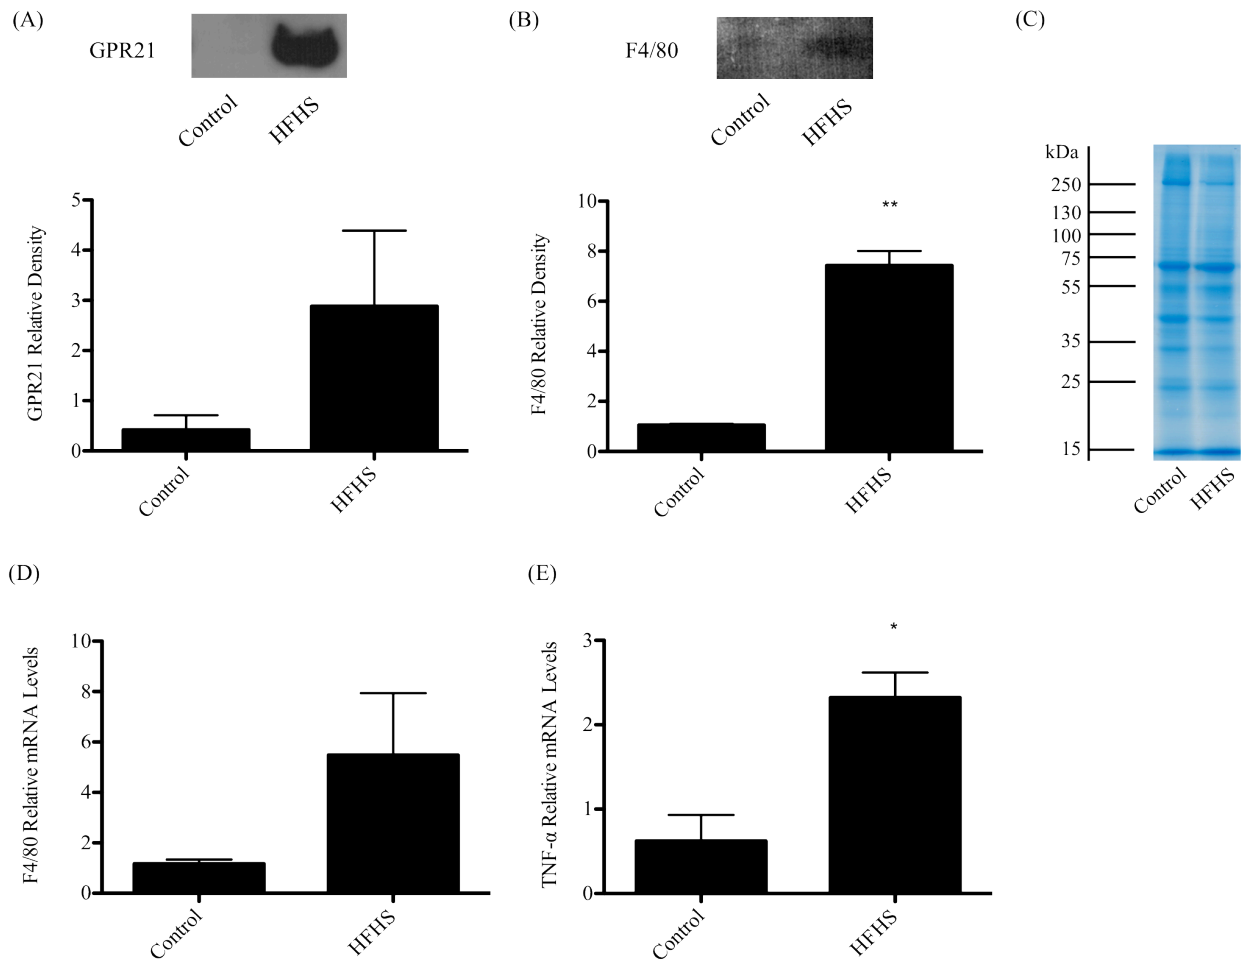 (A)
GPR21
Control
HFHS
GPR21 Relative Density
5
4
3
2
1
0
Control
HFHS
(B)
F4/80
Control
HFHS
F4/80 Relative Density
10
8
6
4
2
0
**
Control
HFHS
(C)
kDa
250
130
100
75
55
35
25
15
Control
HFHS
(D)
F4/80 Relative mRNA Levels
10
8
6
4
2
0
Control
HFHS
(E)
TNF-α Relative mRNA Levels
3
2
1
0
*
Control
HFHS